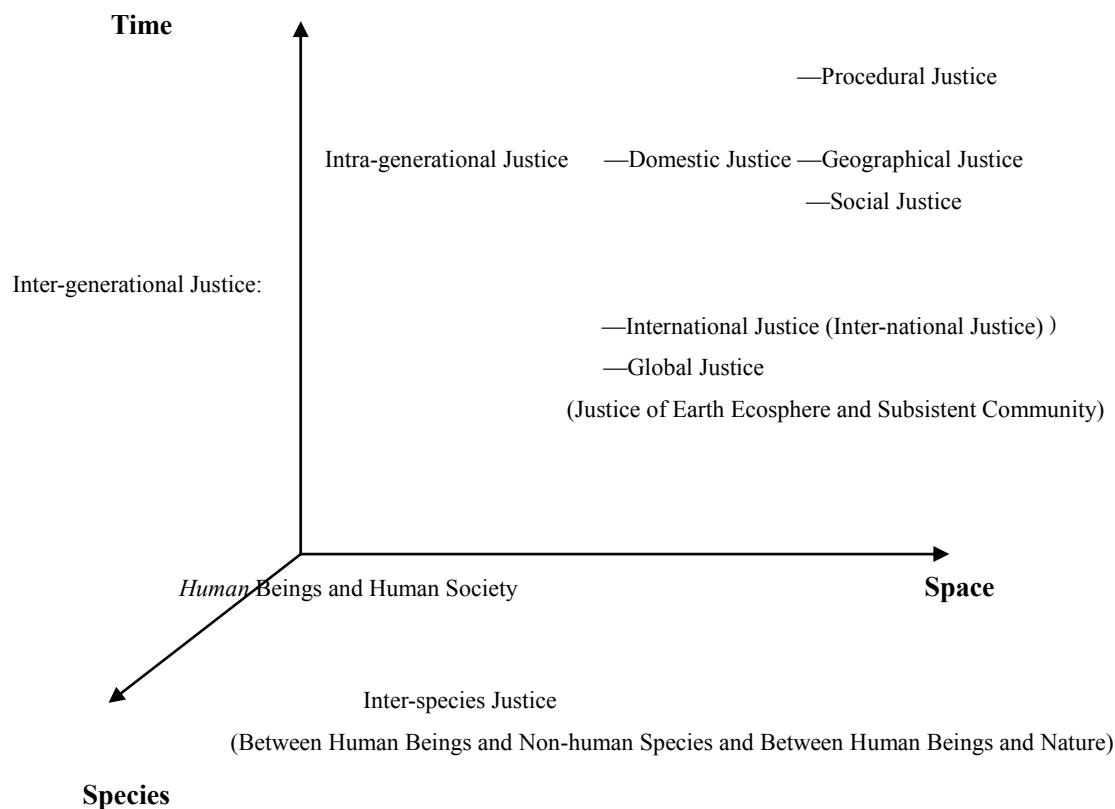 Time
—Procedural Justice
Intra-generational Justice —Domestic Justice —Geographical Justice
—Social Justice
Inter-generational Justice:
—International Justice (Inter-national Justice) )
—Global Justice
(Justice of Earth Ecosphere and Subsistent Community)
Human Beings and Human Society
Space
Inter-species Justice
(Between Human Beings and Non-human Species and Between Human Beings and Nature)
Species